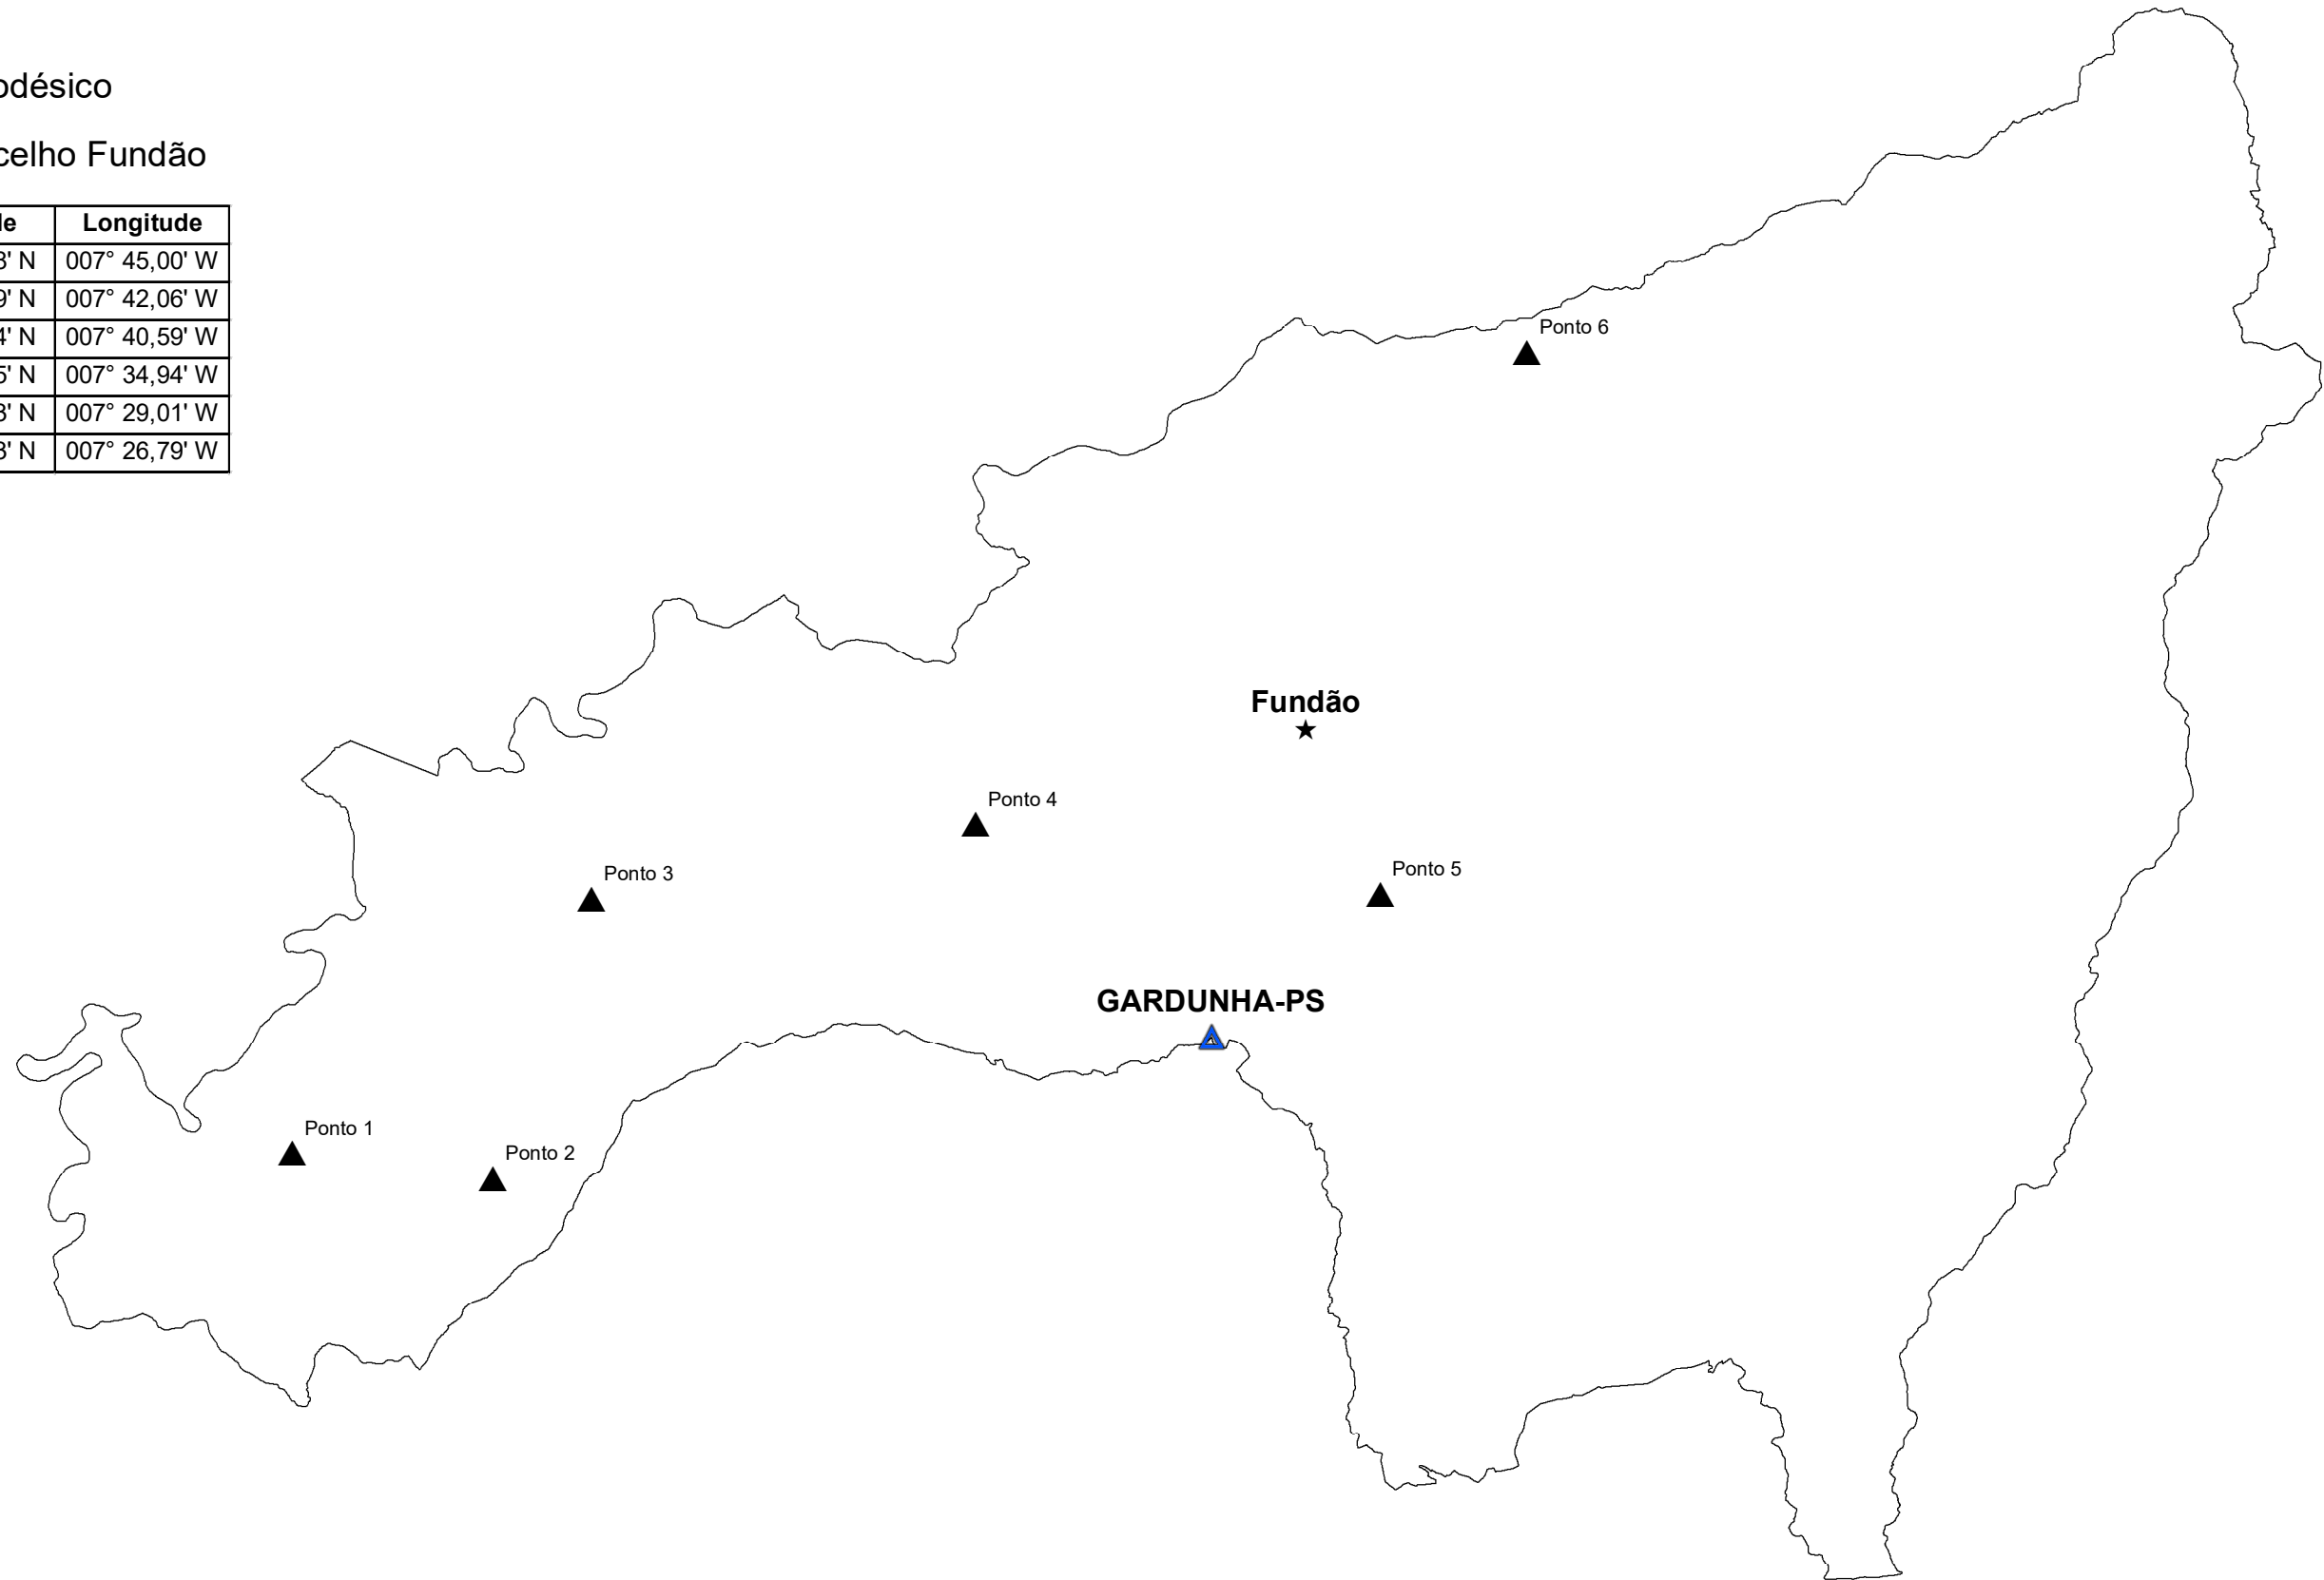 odésico
celho Fundão
de Longitude
3' N 007° 45,00' W
9' N 007° 42,06' W
4' N 007° 40,59' W
5' N 007° 34,94' W
3' N 007° 29,01' W
3' N 007° 26,79' W
Ponto 6
Fundão
Ponto 4
Ponto 3
Ponto 5
GARDUNHA-PS
Ponto 1
Ponto 2